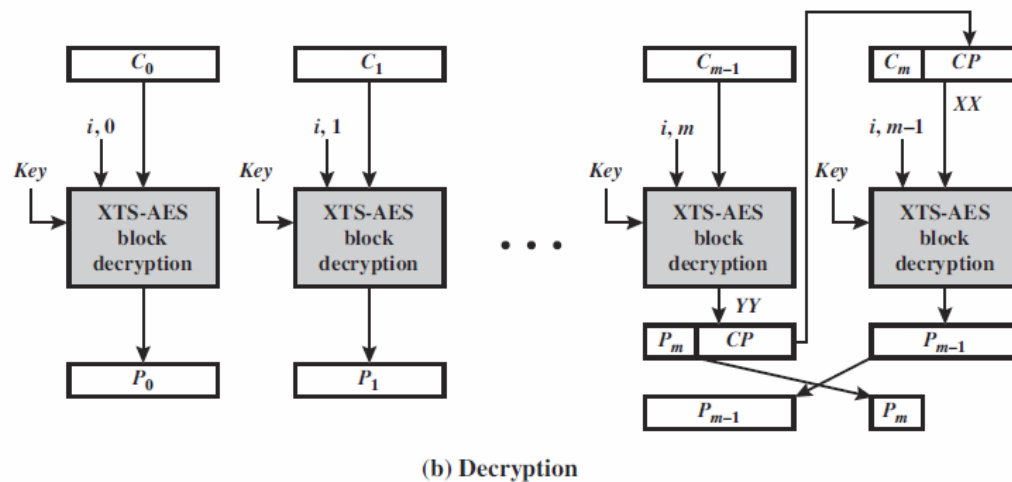 C₀ C₁ Cₘ₋₁ Cₘ CP
XX
i, 0 i, 1 i, m i, m–1
Key Key Key Key
XTS-AES XTS-AES XTS-AES XTS-AES
block block block block
decryption decryption • • • decryption decryption
YY
Pₘ CP Pₘ₋₁
P₀ P₁
Pₘ₋₁ Pₘ
(b) Decryption